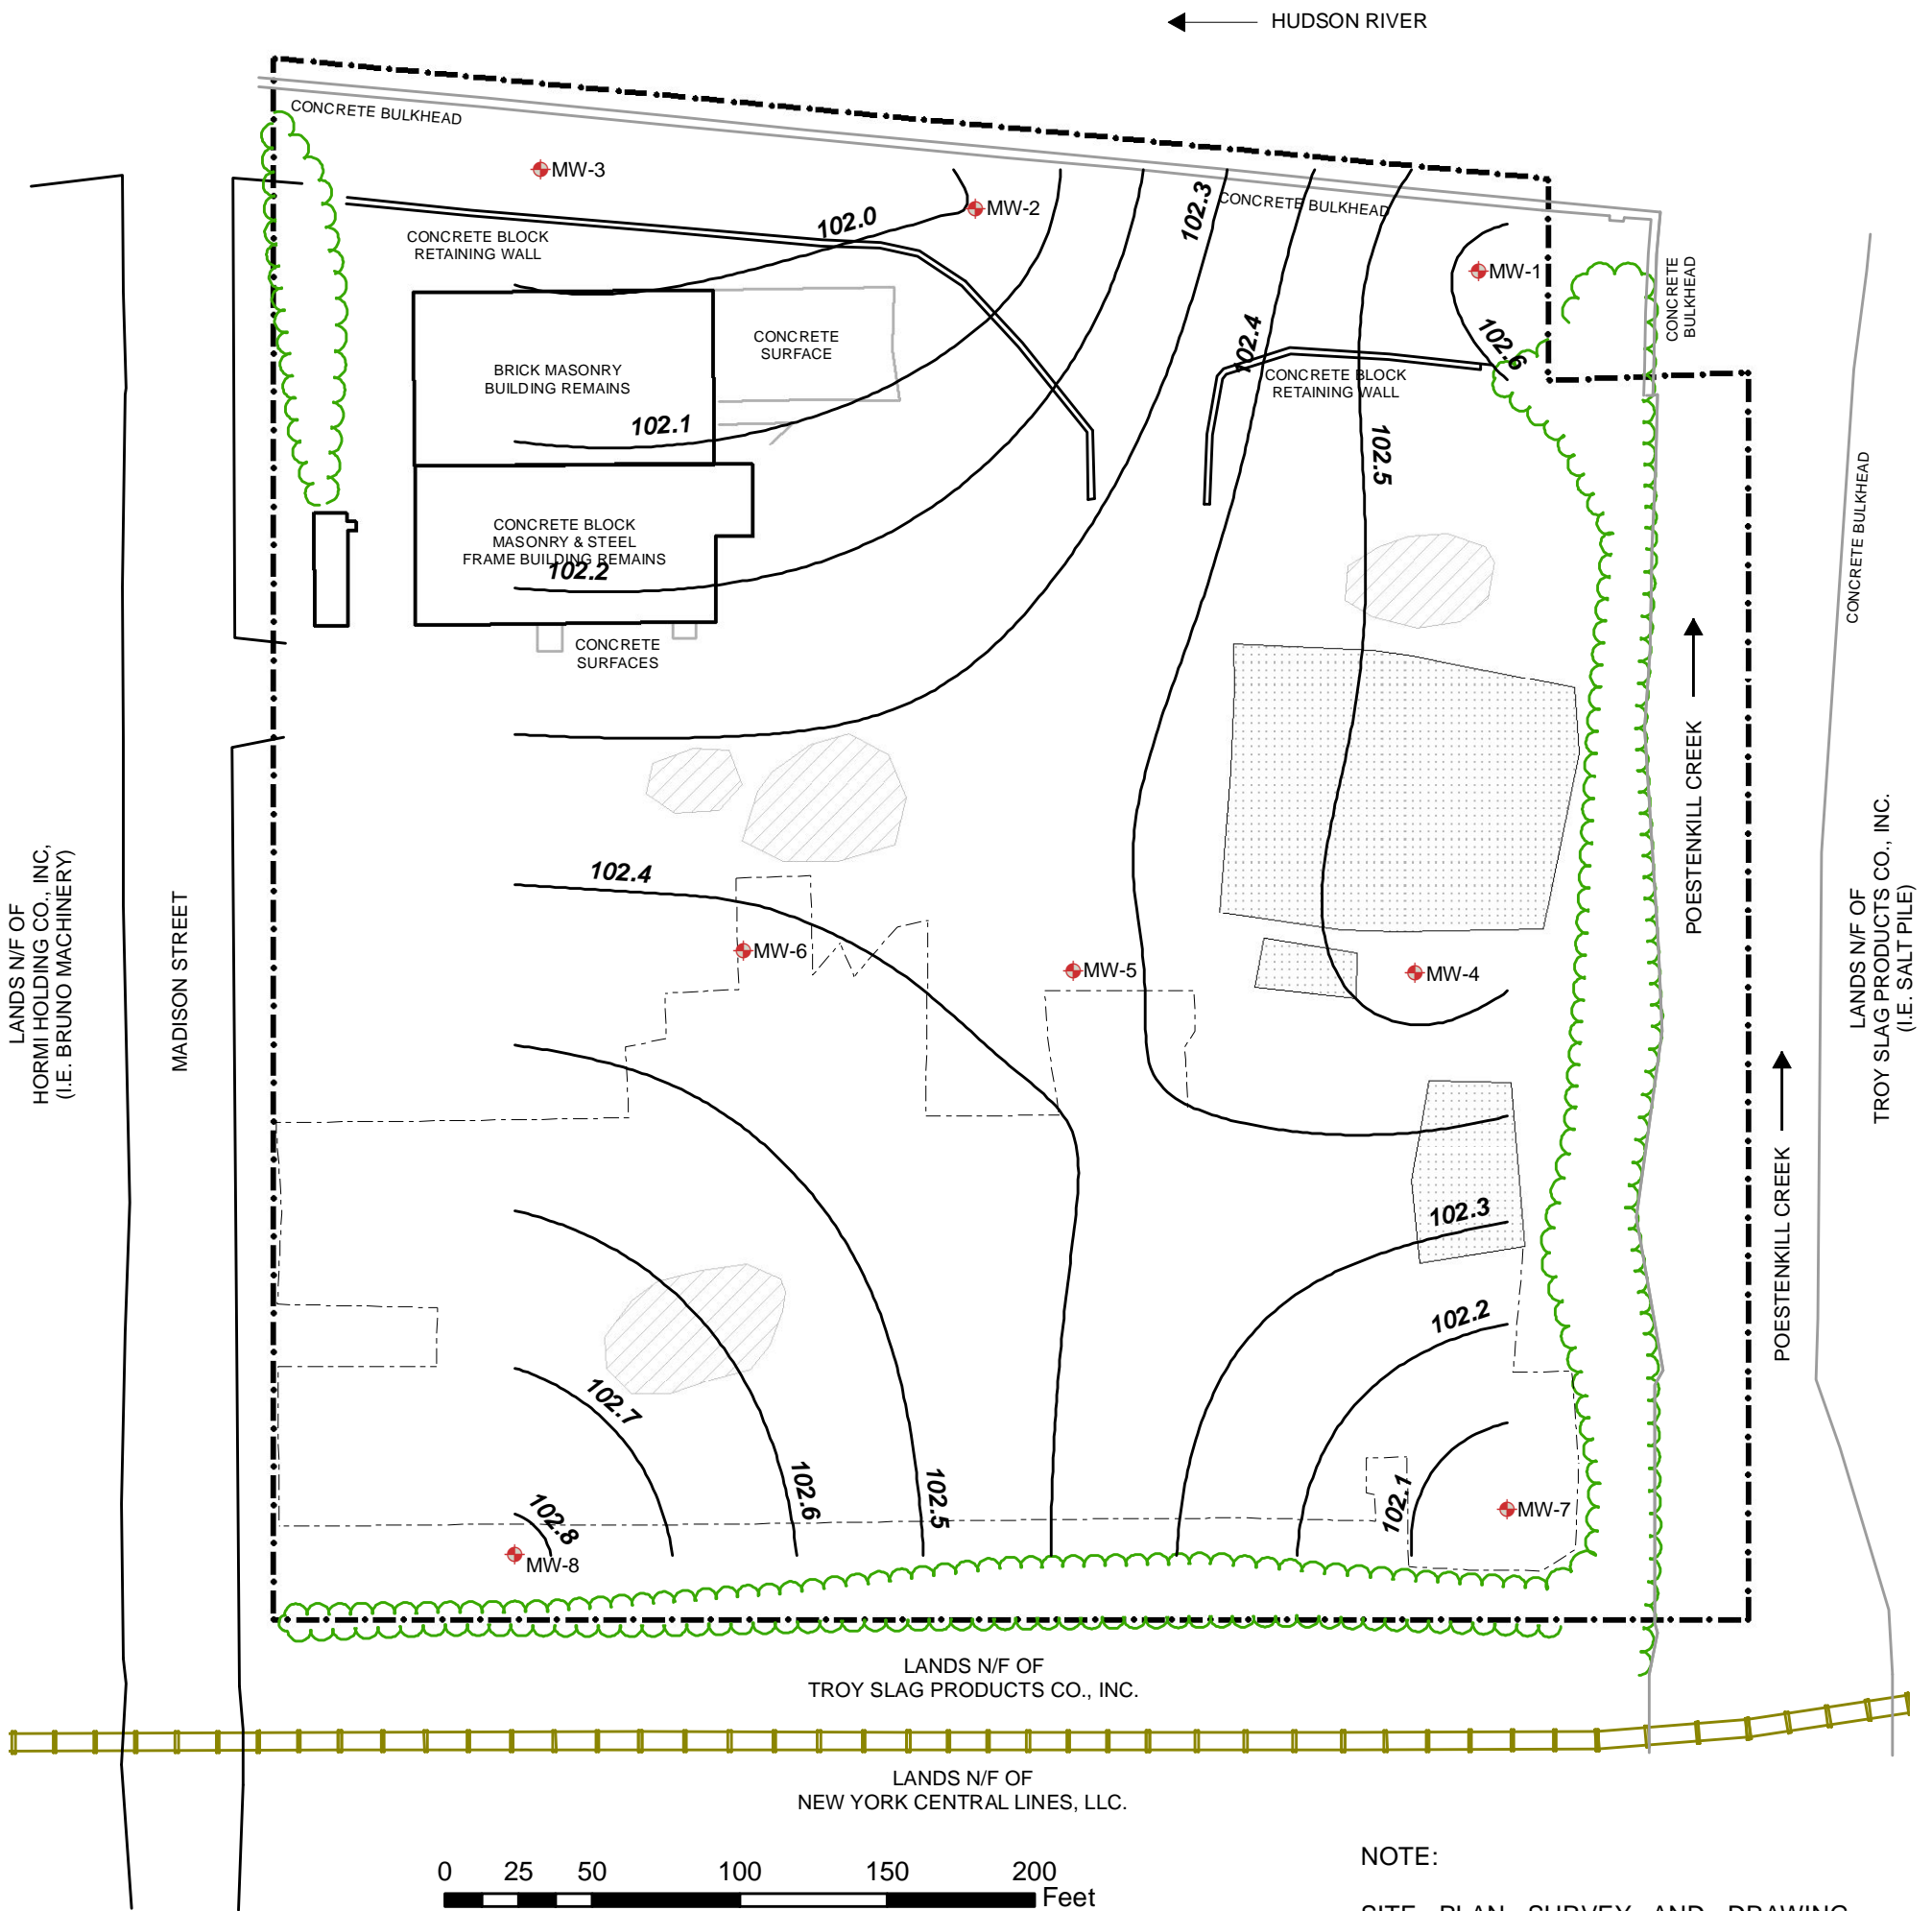 HUDSON RIVER
CONCRETE BULKHEAD
MW-3
MW-2
102.0
102.3
CONCRETE BULKHEAD
CONCRETE BLOCK
RETAINING WALL
MW-1
CONCRETE
BULKHEAD
102.4
102.6
CONCRETE
SURFACE
BRICK MASONRY
BUILDING REMAINS
CONCRETE BLOCK
RETAINING WALL
102.1
102.5
CONCRETE BULKHEAD
CONCRETE BLOCK
MASONRY & STEEL
FRAME BUILDING REMAINS
102.2
CONCRETE
SURFACES
POESTENKILL CREEK
LANDS N/F OF
HORMI HOLDING CO., INC,
(I.E. BRUNO MACHINERY)
MADISON STREET
102.4
MW-6
MW-5
MW-4
LANDS N/F OF
TROY SLAG PRODUCTS CO., INC.
(I.E. SALT PILE)
POESTENKILL CREEK
102.3
102.2
102.7
102.6
102.5
102.1
102.8
MW-7
MW-8
LANDS N/F OF
TROY SLAG PRODUCTS CO., INC.
LANDS N/F OF
NEW YORK CENTRAL LINES, LLC.
0 25 50 100 150 200
Feet
NOTE:
SITE PLAN SURVEY AND DRAWING